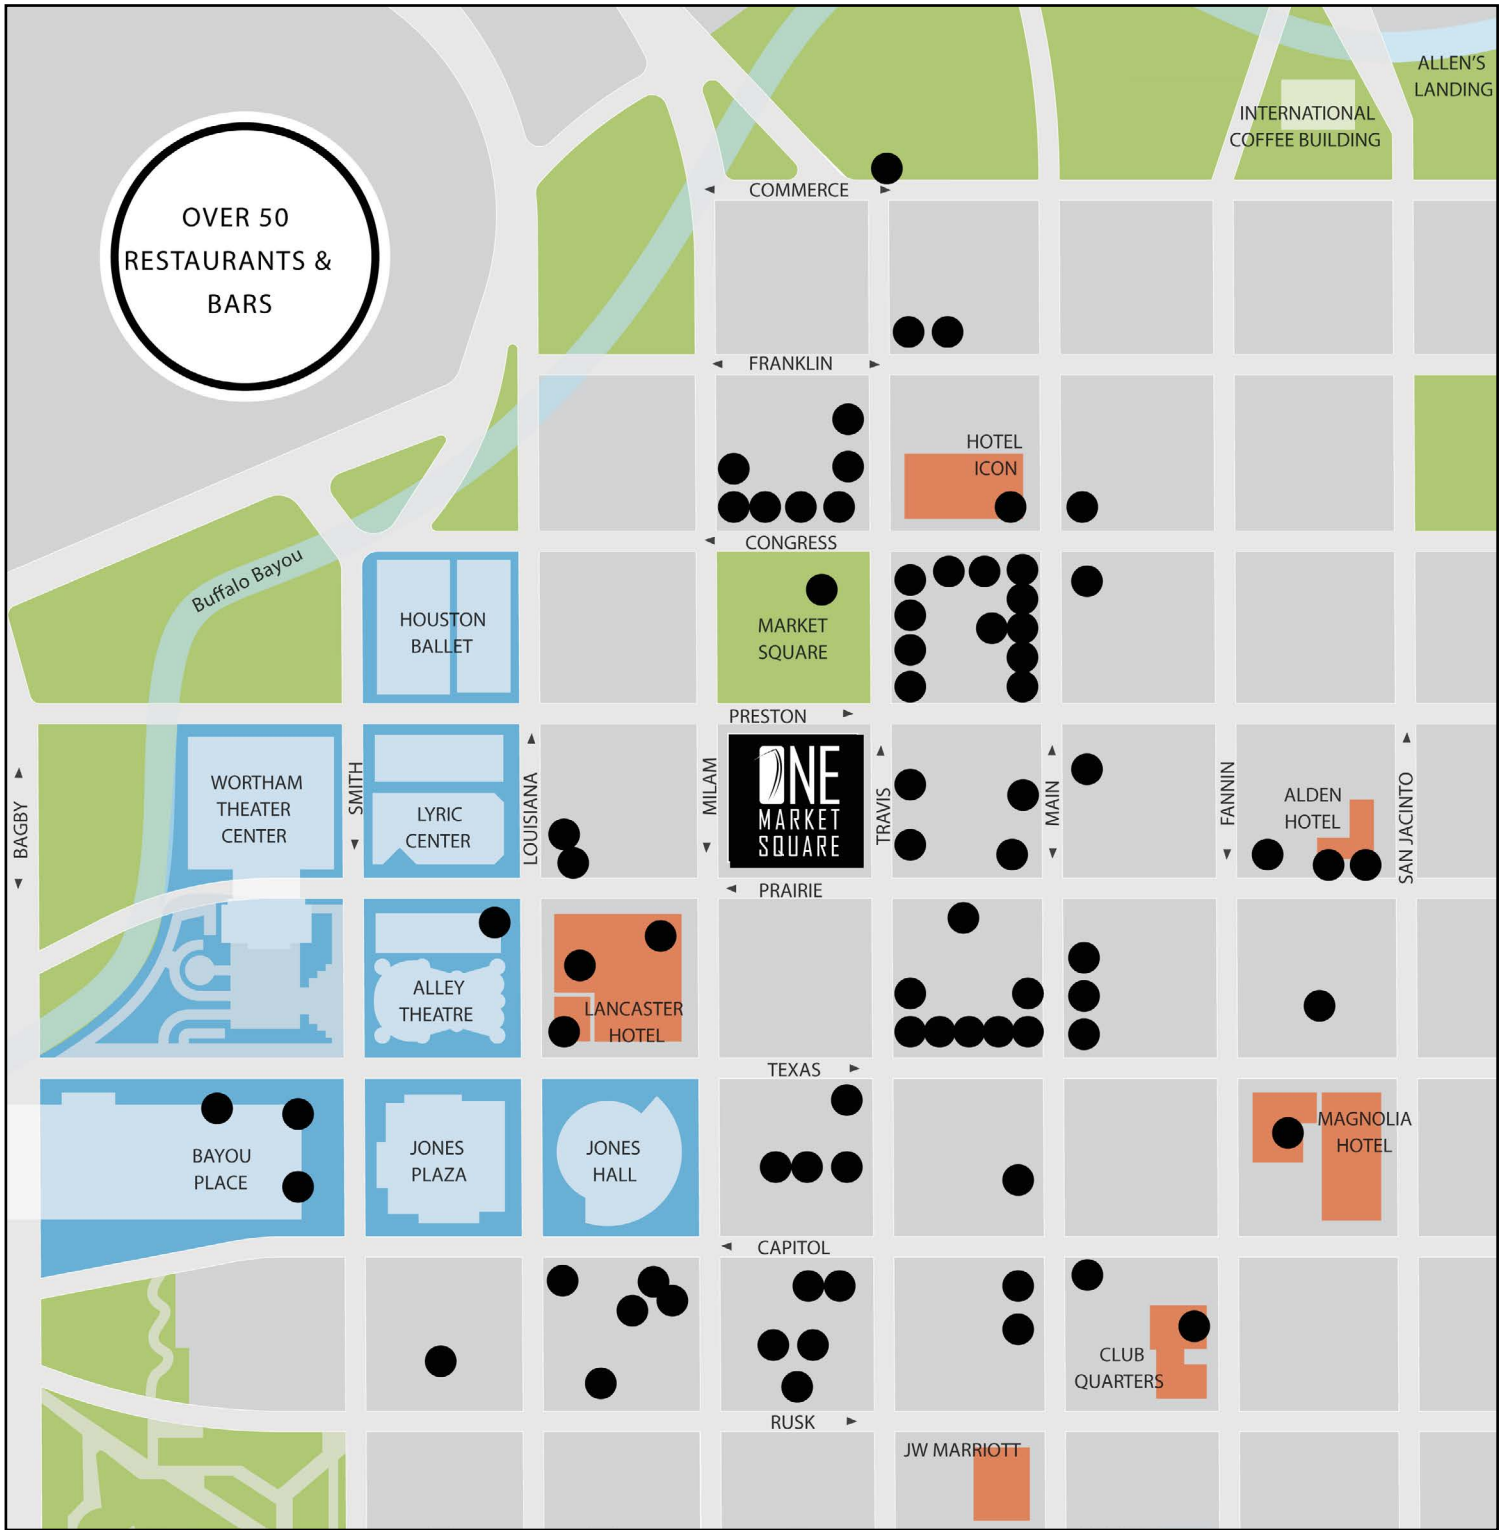 ALLEN'S
LANDING
INTERNATIONAL
COFFEE BUILDING
OVER 50
RESTAURANTS &
BARS
COMMERCE
FRANKLIN
HOTEL
ICON
CONGRESS
Buffalo Bayou
HOUSTON
BALLET
MARKET
SQUARE
PRESTON
BAGBY
WORTHAM
THEATER
CENTER
SMITH
LYRIC
CENTER
LOUISIANA
MILAM
ONE
MARKET
SQUARE
TRAVIS
MAIN
FANNIN
ALDEN
HOTEL
SAN JACINTO
PRAIRIE
ALLEY
THEATRE
LANCASTER
HOTEL
TEXAS
BAYOU
PLACE
JONES
PLAZA
JONES
HALL
MAGNOLIA
HOTEL
CAPITOL
CLUB
QUARTERS
RUSK
JW MARRIOTT